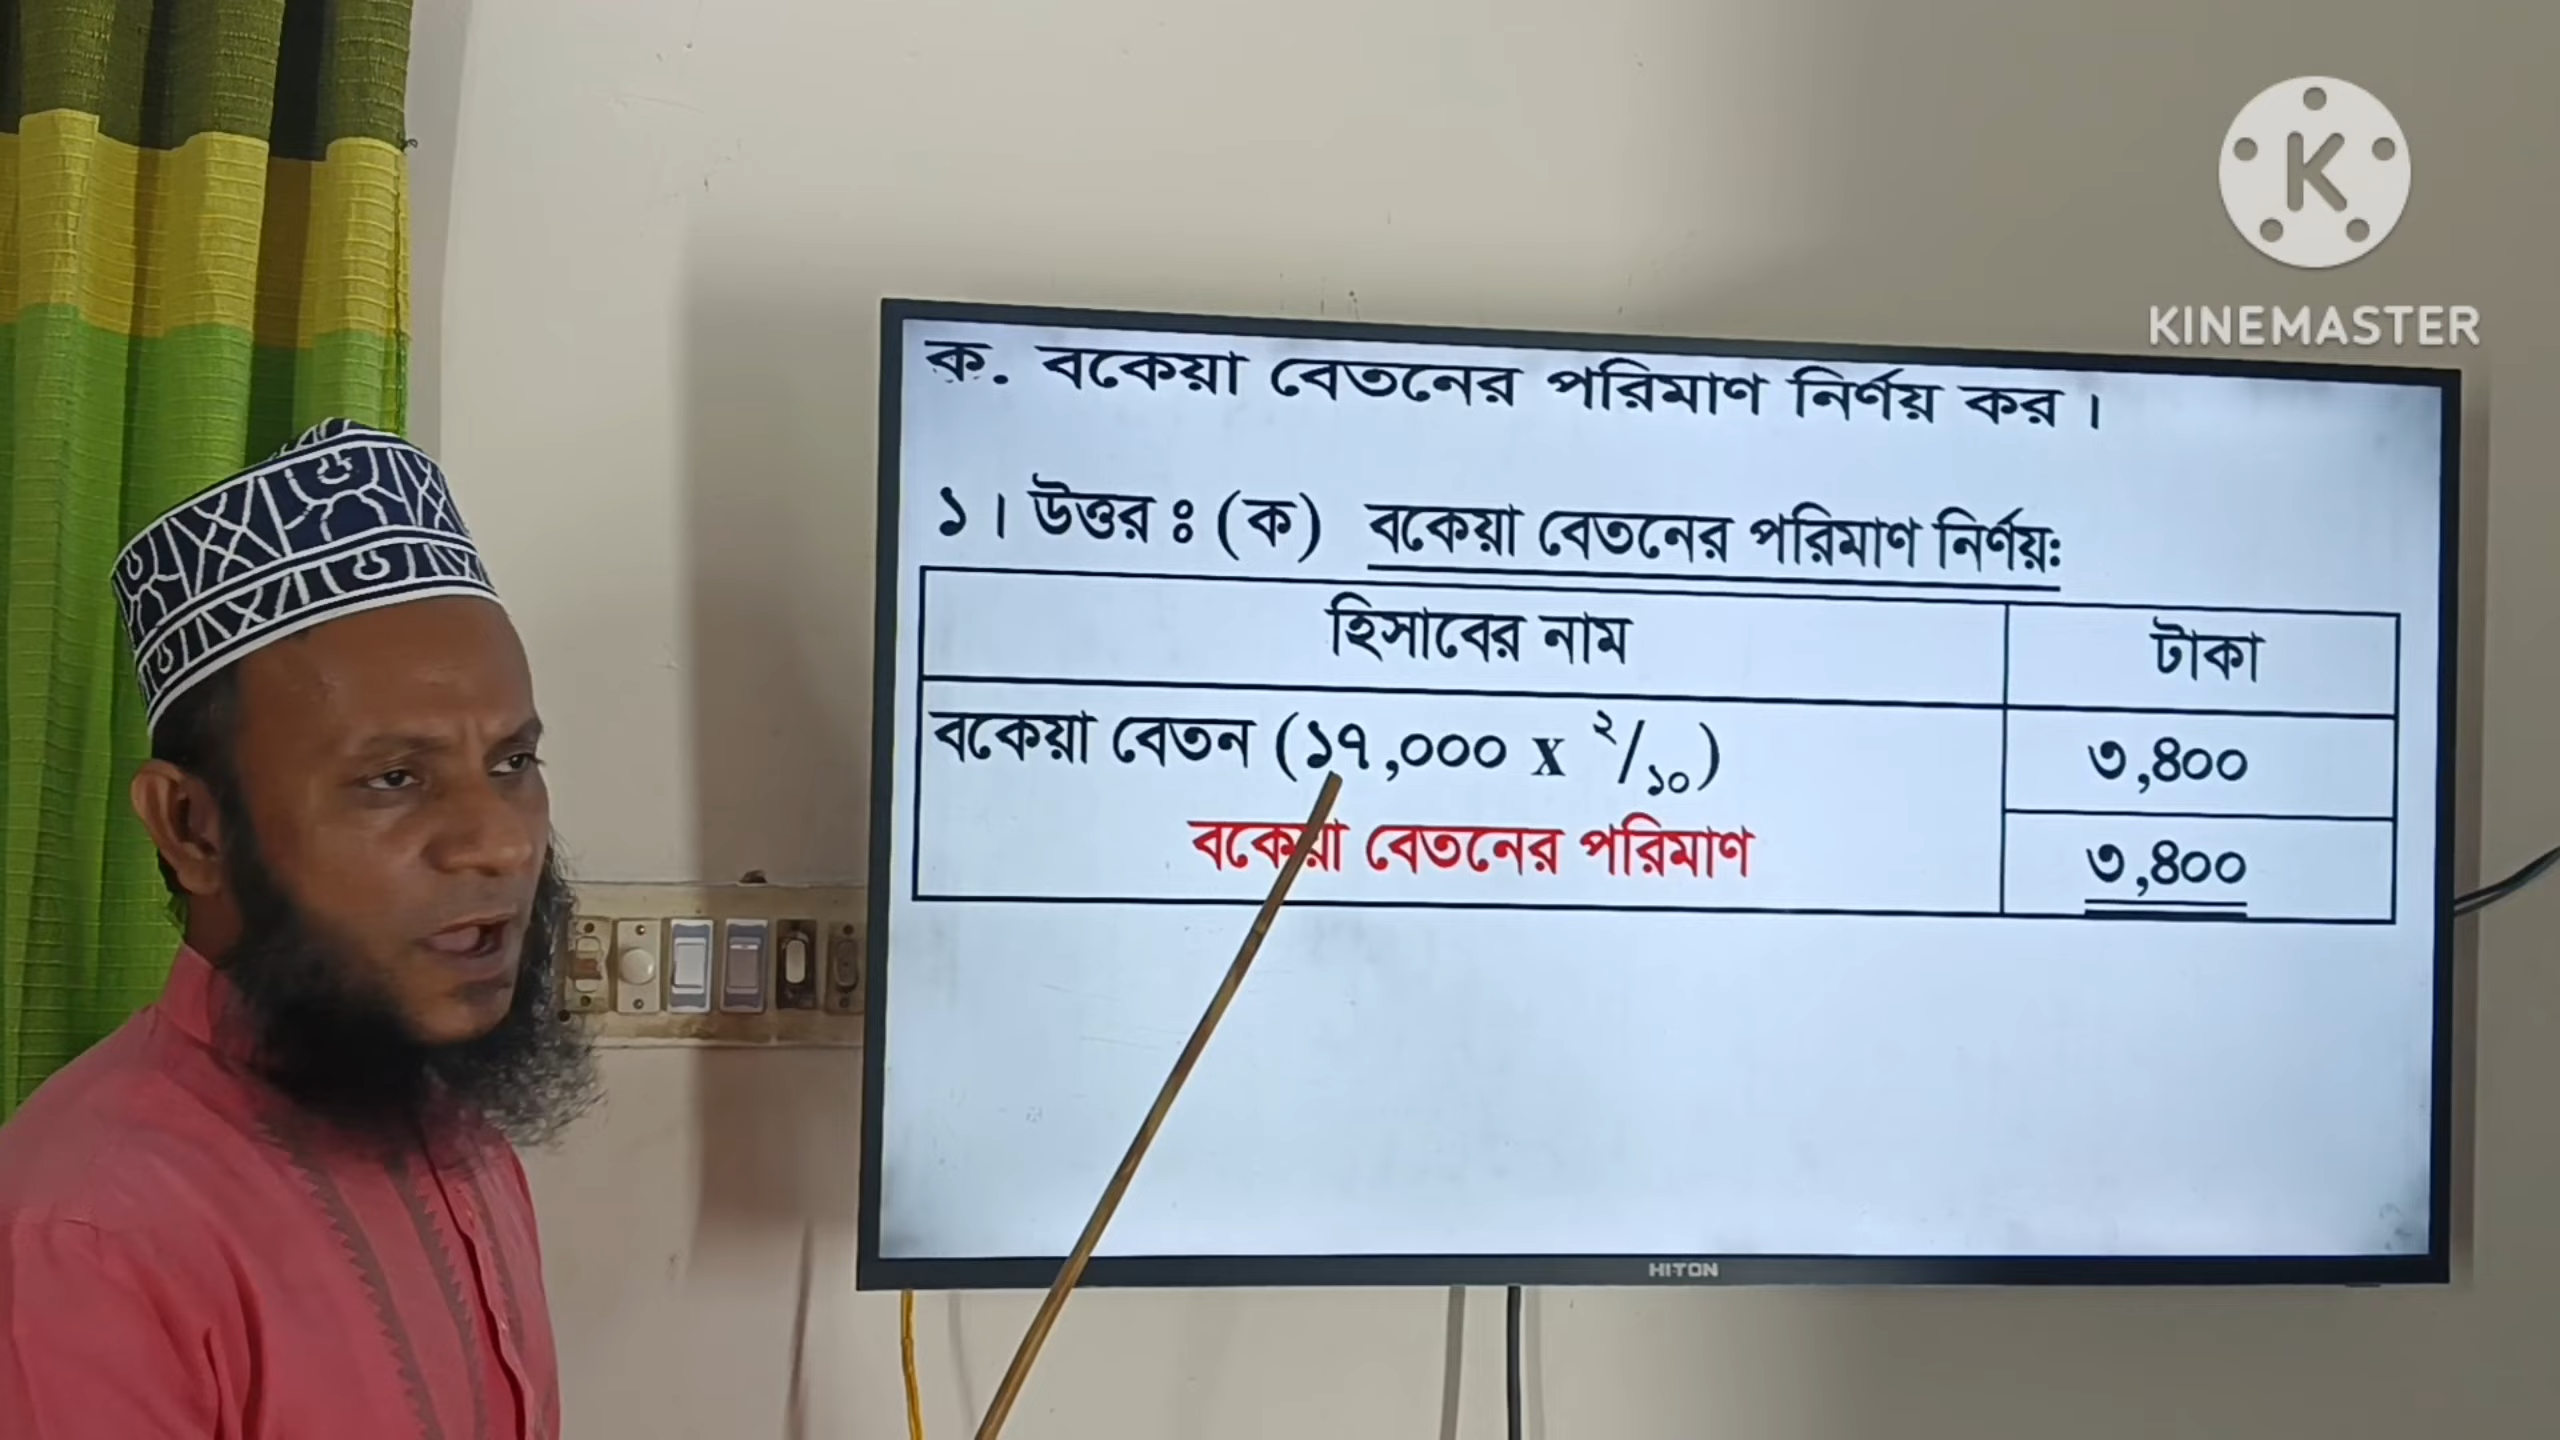 KINEMASTER
ক. বকেয়া বেতনের পরিমাণ নির্ণয় কর ।
১ । উত্তর ঃ (ক) বকেয়া বেতনের পরিমাণ নির্ণয়ঃ
হিসাবের নাম টাকা
বকেয়া বেতন (১৭,০০০ x ২/১০) ৩,৪০০
বকেয়া বেতনের পরিমাণ ৩,৪০০
HITON